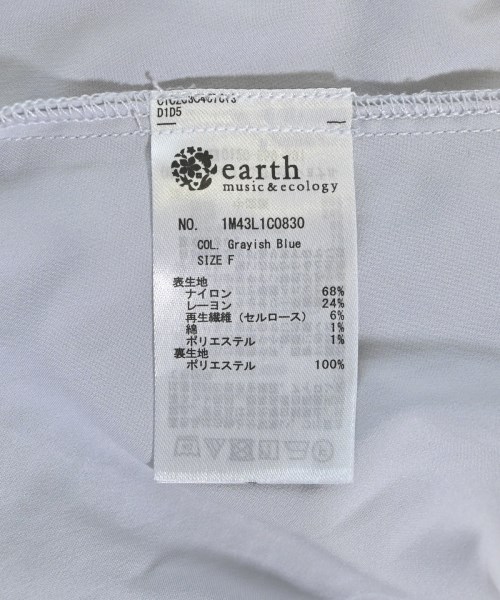 D1D5
earth
music & ecology
NO. 1M43L1C0830
COL. Grayish Blue
SIZE F
表生地
ナイロン 68%
レーヨン 24%
再生繊維（セルロース） 6%
綿 1%
ポリエステル 1%
裏生地
ポリエステル 100%